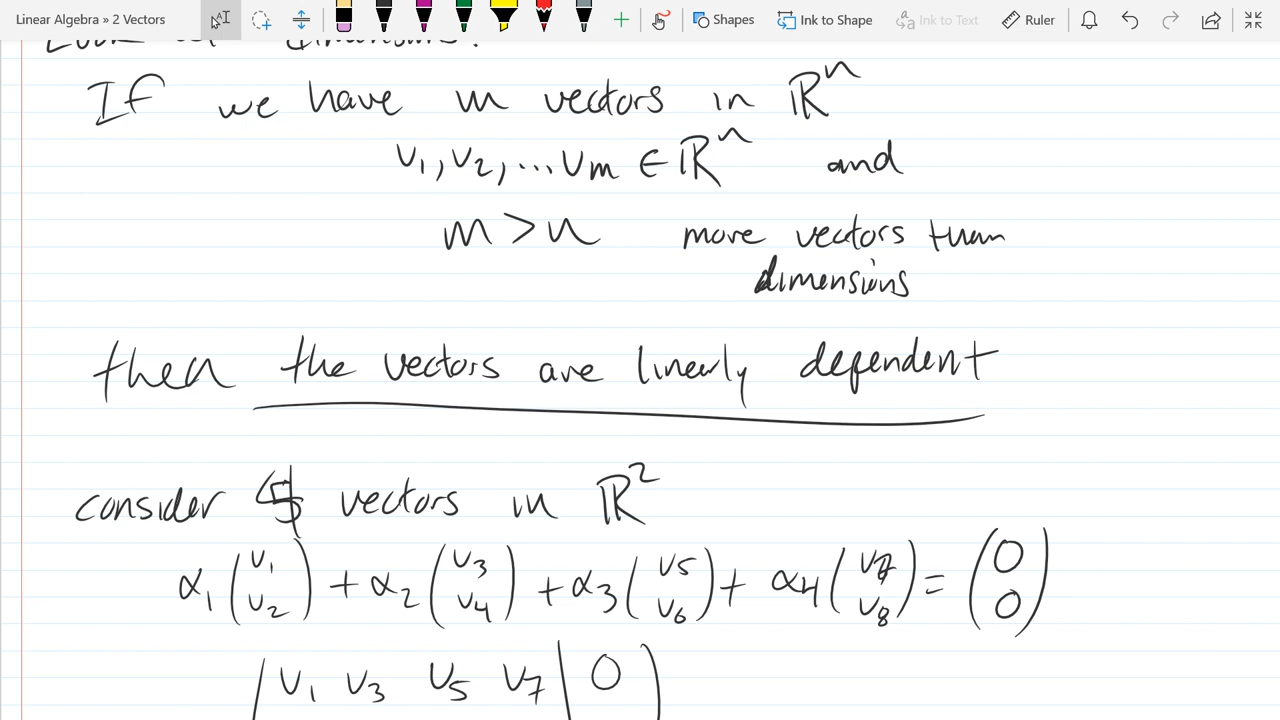 Linear Algebra » 2 Vectors
Shapes
Ink to Shape
Ink to Text
Ruler
If we have m vectors in ℝⁿ
v₁, v₂, ... vm ∈ ℝⁿ and
m > n more vectors than
dimensions
then the vectors are linearly dependent
consider 4 vectors in ℝ²
α₁ (v₁ v₂) + α₂ (v₃ v₄) + α₃ (v₅ v₆) + α₄ (v₇ v₈) = (0 0)
v₁ v₃ v₅ v₇ | 0